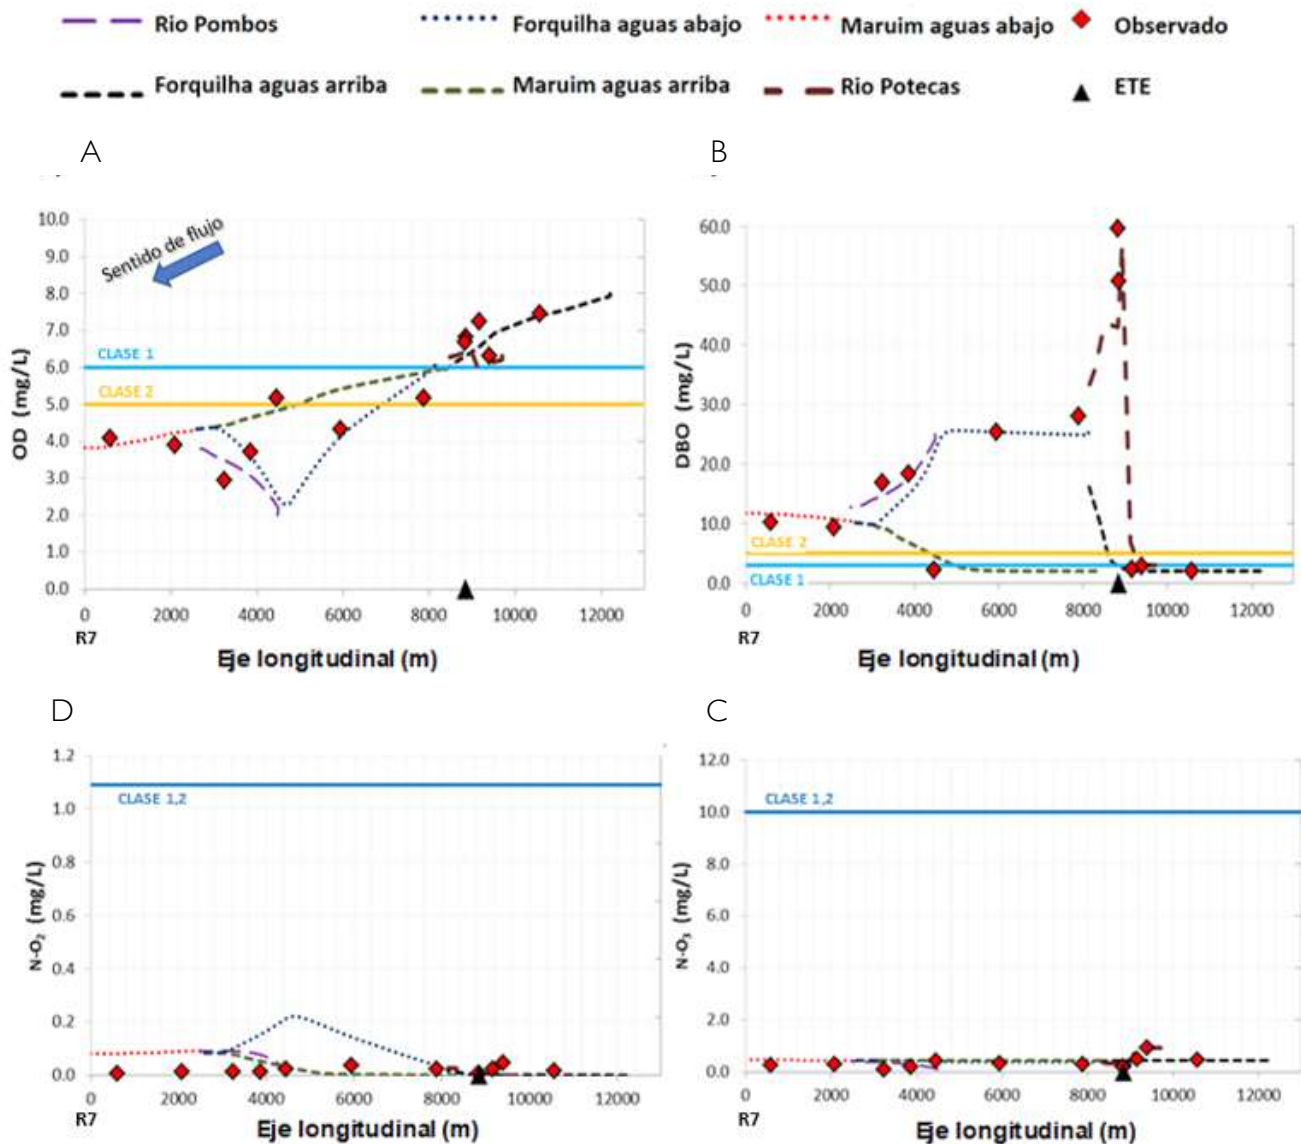 Rio Pombos
Forquilha aguas abajo
Maruim aguas abajo
Observado
Forquilha aguas arriba
Maruim aguas arriba
Rio Potecas
ETE
A
B
10.0
9.0
8.0
7.0
6.0
5.0
4.0
3.0
2.0
1.0
0.0
OD (mg/L)
Sentido de flujo
CLASE 1
CLASE 2
0 2000 4000 6000 8000 10000 12000
R7
Eje longitudinal (m)
60.0
50.0
40.0
30.0
20.0
10.0
0.0
DBO (mg/L)
CLASE 2
CLASE 1
0 2000 4000 6000 8000 10000 12000
R7
Eje longitudinal (m)
D
C
1.2
1.0
0.8
0.6
0.4
0.2
0.0
N-O₂ (mg/L)
CLASE 1,2
0 2000 4000 6000 8000 10000 12000
R7
Eje longitudinal (m)
12.0
10.0
8.0
6.0
4.0
2.0
0.0
N-O₃ (mg/L)
CLASE 1,2
0 2000 4000 6000 8000 10000 12000
R7
Eje longitudinal (m)